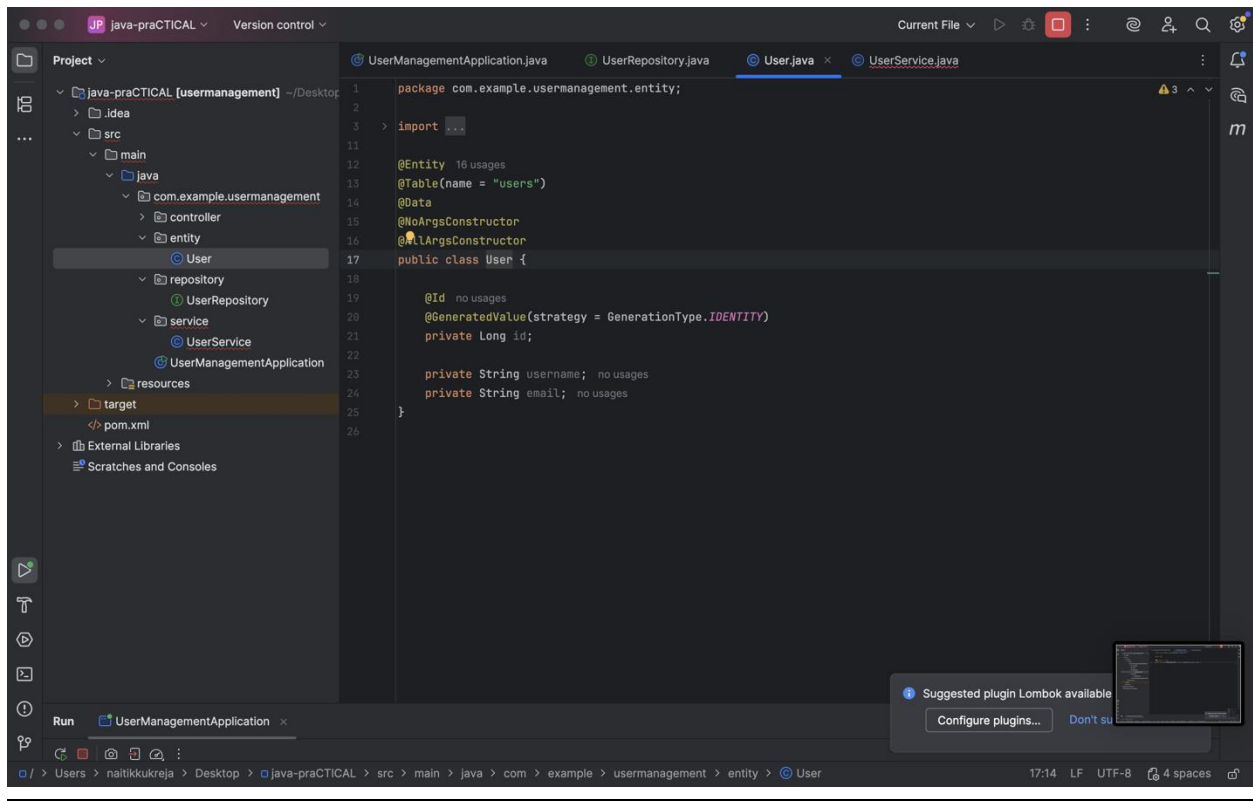 JP java-praCTICAL Version control Current File
Project
UserManagementApplication.java UserRepository.java User.java UserService.java
java-praCTICAL [usermanagement] ~/Desktop
.idea
src
main
java
com.example.usermanagement
controller
entity
User
repository
UserRepository
service
UserService
UserManagementApplication
resources
target
pom.xml
External Libraries
Scratches and Consoles
1 package com.example.usermanagement.entity; 3
2
3 import ...
11
12 @Entity 16 usages
13 @Table(name = "users")
14 @Data
15 @NoArgsConstructor
16 @AllArgsConstructor
17 public class User {
18
19 @Id no usages
20 @GeneratedValue(strategy = GenerationType.IDENTITY)
21 private Long id;
22
23 private String username; no usages
24 private String email; no usages
25 }
26
m
Suggested plugin Lombok available
Configure plugins... Don't su
Run UserManagementApplication
/ > Users > naitikkukreja > Desktop > java-praCTICAL > src > main > java > com > example > usermanagement > entity > User 17:14 LF UTF-8 4 spaces